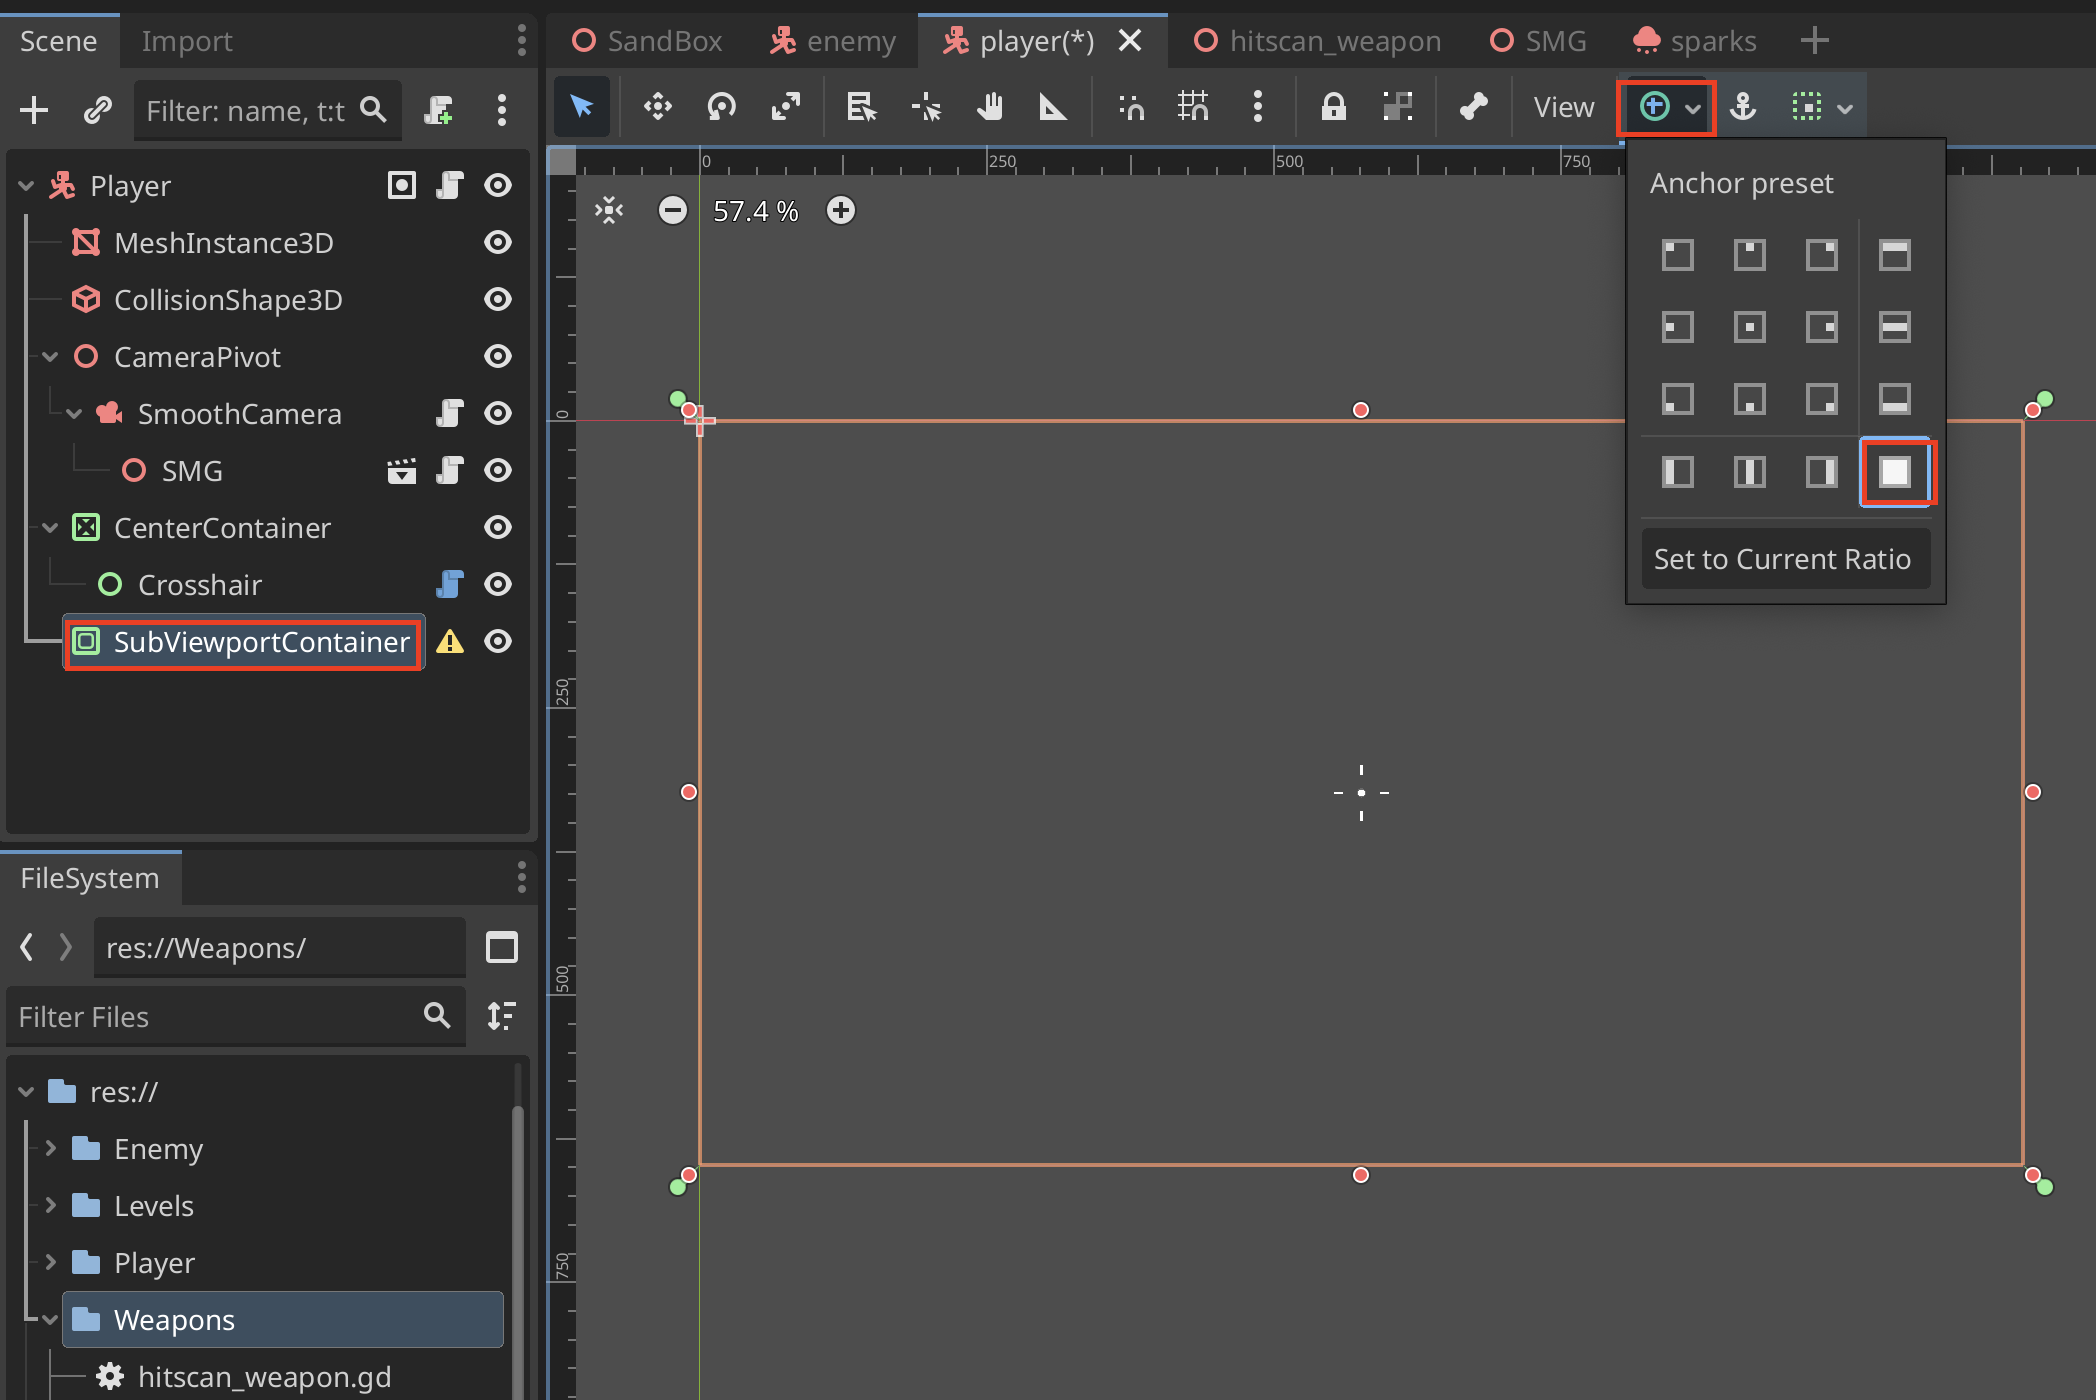 Scene
Import
SandBox
enemy
player(*)
hitscan_weapon
SMG
sparks
Filter: name, t:t
View
Player
MeshInstance3D
CollisionShape3D
CameraPivot
SmoothCamera
SMG
CenterContainer
Crosshair
SubViewportContainer
0
250
500
750
57.4 %
0
250
500
750
Anchor preset
Set to Current Ratio
FileSystem
res://Weapons/
Filter Files
res://
Enemy
Levels
Player
Weapons
hitscan_weapon.gd